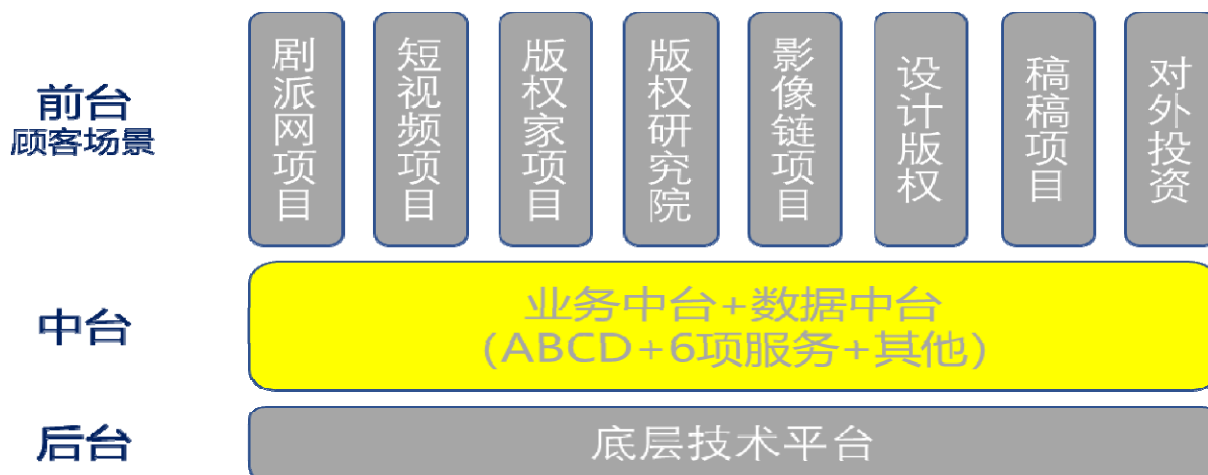 前台
顾客场景
剧派网项目
短视频项目
版权家项目
版权研究院
影像链项目
设计版权
稿稿项目
对外投资
中台
业务中台+数据中台
(ABCD+6项服务+其他)
后台
底层技术平台